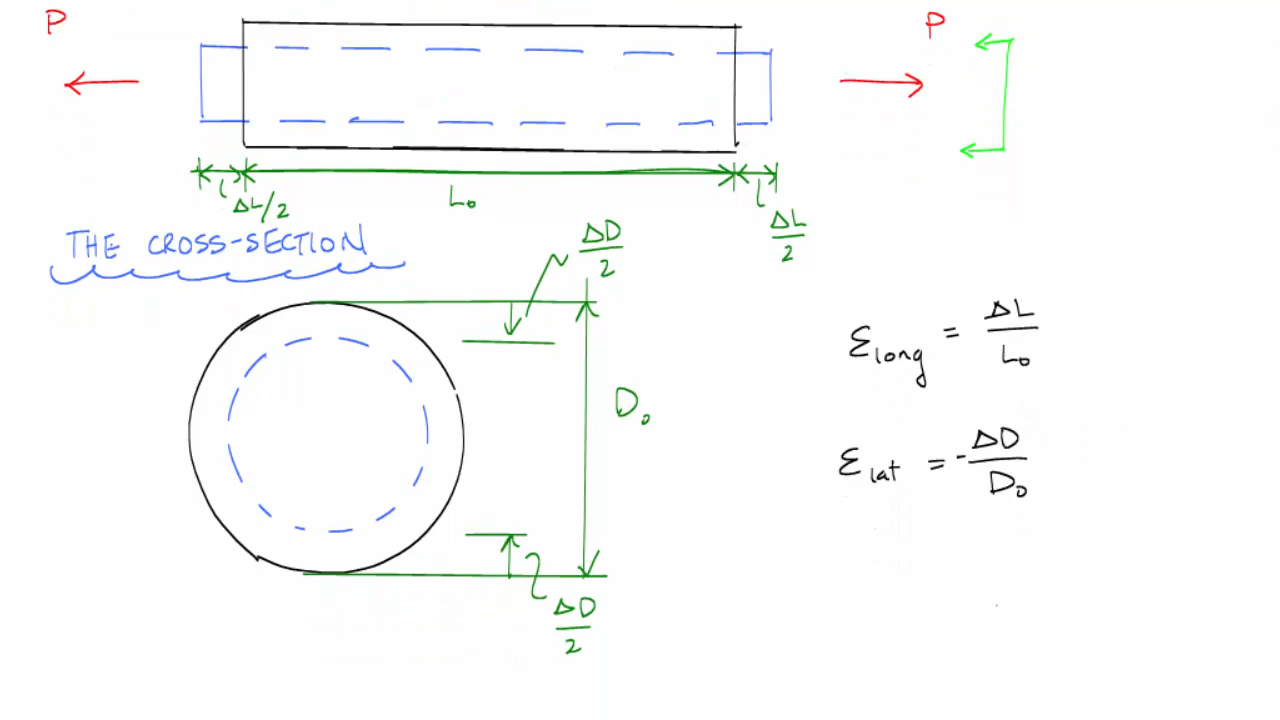 P
P
ΔL/2
L₀
ΔL/2
THE CROSS-SECTION
ΔD/2
D₀
ΔD/2
ε_long = ΔL/L₀
ε_lat = -ΔD/D₀